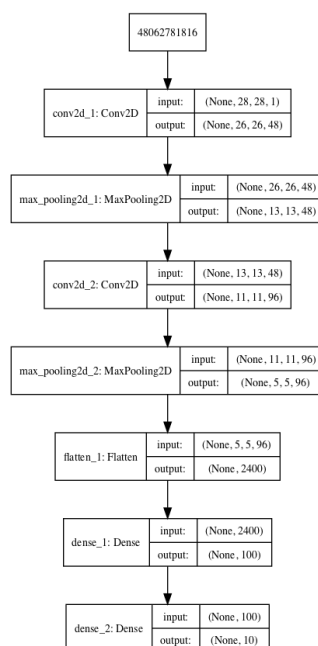 48062781816
conv2d_1: Conv2D
input: (None, 28, 28, 1)
output: (None, 26, 26, 48)
max_pooling2d_1: MaxPooling2D
input: (None, 26, 26, 48)
output: (None, 13, 13, 48)
conv2d_2: Conv2D
input: (None, 13, 13, 48)
output: (None, 11, 11, 96)
max_pooling2d_2: MaxPooling2D
input: (None, 11, 11, 96)
output: (None, 5, 5, 96)
flatten_1: Flatten
input: (None, 5, 5, 96)
output: (None, 2400)
dense_1: Dense
input: (None, 2400)
output: (None, 100)
dense_2: Dense
input: (None, 100)
output: (None, 10)